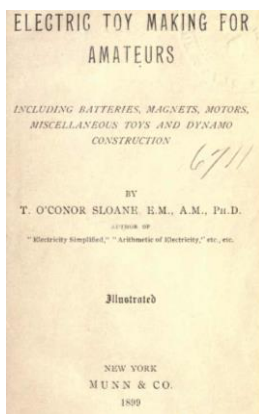 ELECTRIC TOY MAKING FOR
AMATEURS
INCLUDING BATTERIES, MAGNETS, MOTORS,
MISCELLANEOUS TOYS AND DYNAMO
CONSTRUCTION
6711
BY
T. O'CONOR SLOANE, E.M., A.M., PH.D.
AUTHOR OF
"Electricity Simplified," "Arithmetic of Electricity," etc., etc.
Illustrated
NEW YORK
MUNN & CO.
1899